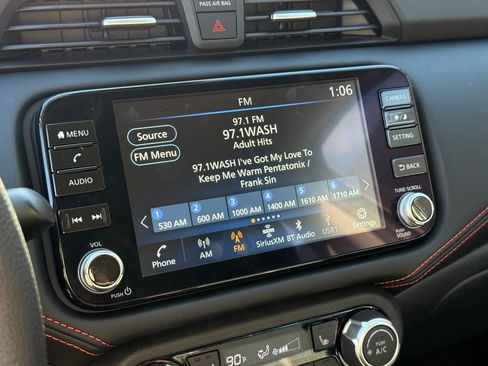 PASS AIR BAG
FM
1:06
97.1 FM
97.1WASH
Adult Hits
Source
FM Menu
97.1WASH I've Got My Love To
Keep Me Warm Pentatonix /
Frank Sin
1 2 3 4 5 6
530 AM 600 AM 1000 AM 1400 AM 1610 AM 1710 AM
Phone AM FM SiriusXM BT Audio USB1 Settings
MENU
AUDIO
VOL
PUSH
CAMERA
SETTING
BACK
TUNE·SCROLL
PUSH SOUND
90°F
PUSH
A/C